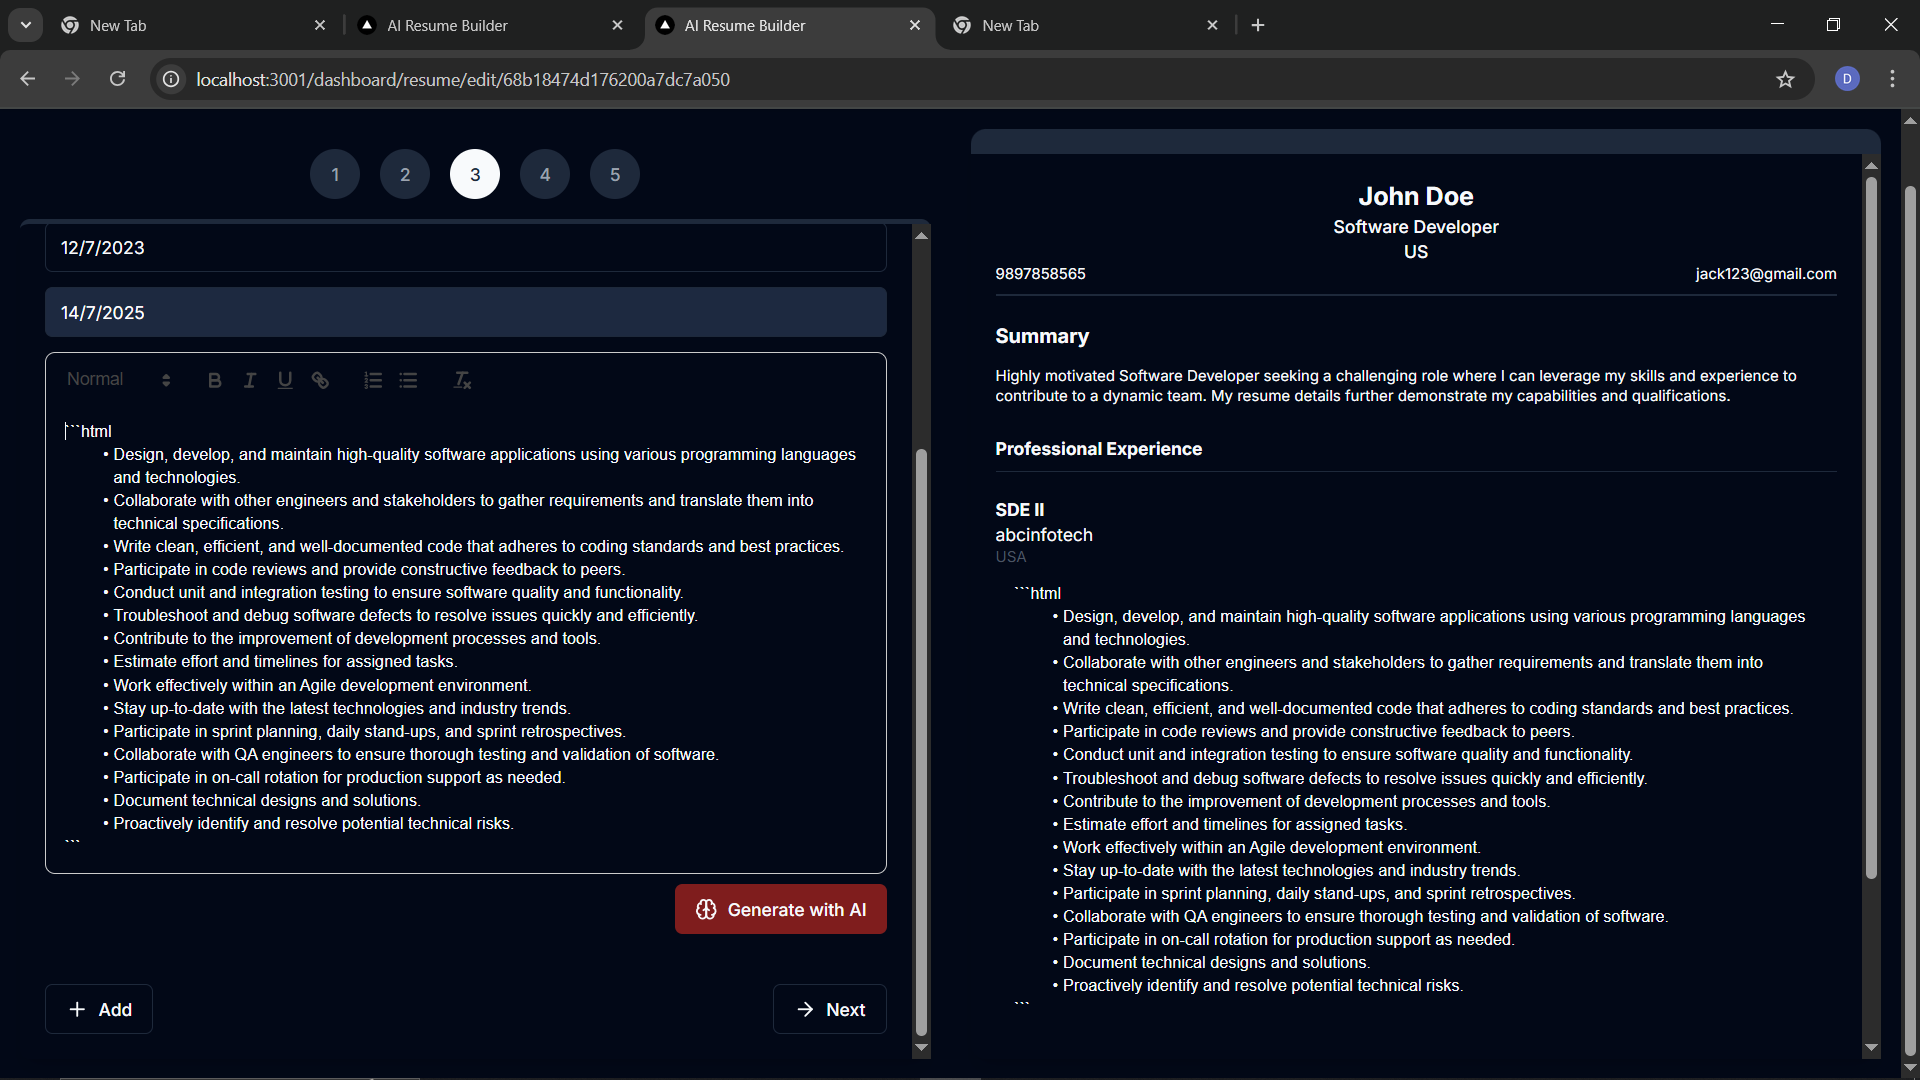 New Tab
AI Resume Builder
AI Resume Builder
New Tab
localhost:3001/dashboard/resume/edit/68b18474d176200a7dc7a050
D
1
2
3
4
5
12/7/2023
14/7/2025
Normal
```html
• Design, develop, and maintain high-quality software applications using various programming languages
and technologies.
• Collaborate with other engineers and stakeholders to gather requirements and translate them into
technical specifications.
• Write clean, efficient, and well-documented code that adheres to coding standards and best practices.
• Participate in code reviews and provide constructive feedback to peers.
• Conduct unit and integration testing to ensure software quality and functionality.
• Troubleshoot and debug software defects to resolve issues quickly and efficiently.
• Contribute to the improvement of development processes and tools.
• Estimate effort and timelines for assigned tasks.
• Work effectively within an Agile development environment.
• Stay up-to-date with the latest technologies and industry trends.
• Participate in sprint planning, daily stand-ups, and sprint retrospectives.
• Collaborate with QA engineers to ensure thorough testing and validation of software.
• Participate in on-call rotation for production support as needed.
• Document technical designs and solutions.
• Proactively identify and resolve potential technical risks.
```
Generate with AI
Add
Next
John Doe
Software Developer
US
9897858565
jack123@gmail.com
Summary
Highly motivated Software Developer seeking a challenging role where I can leverage my skills and experience to
contribute to a dynamic team. My resume details further demonstrate my capabilities and qualifications.
Professional Experience
SDE II
abcinfotech
USA
```html
• Design, develop, and maintain high-quality software applications using various programming languages
and technologies.
• Collaborate with other engineers and stakeholders to gather requirements and translate them into
technical specifications.
• Write clean, efficient, and well-documented code that adheres to coding standards and best practices.
• Participate in code reviews and provide constructive feedback to peers.
• Conduct unit and integration testing to ensure software quality and functionality.
• Troubleshoot and debug software defects to resolve issues quickly and efficiently.
• Contribute to the improvement of development processes and tools.
• Estimate effort and timelines for assigned tasks.
• Work effectively within an Agile development environment.
• Stay up-to-date with the latest technologies and industry trends.
• Participate in sprint planning, daily stand-ups, and sprint retrospectives.
• Collaborate with QA engineers to ensure thorough testing and validation of software.
• Participate in on-call rotation for production support as needed.
• Document technical designs and solutions.
• Proactively identify and resolve potential technical risks.
```